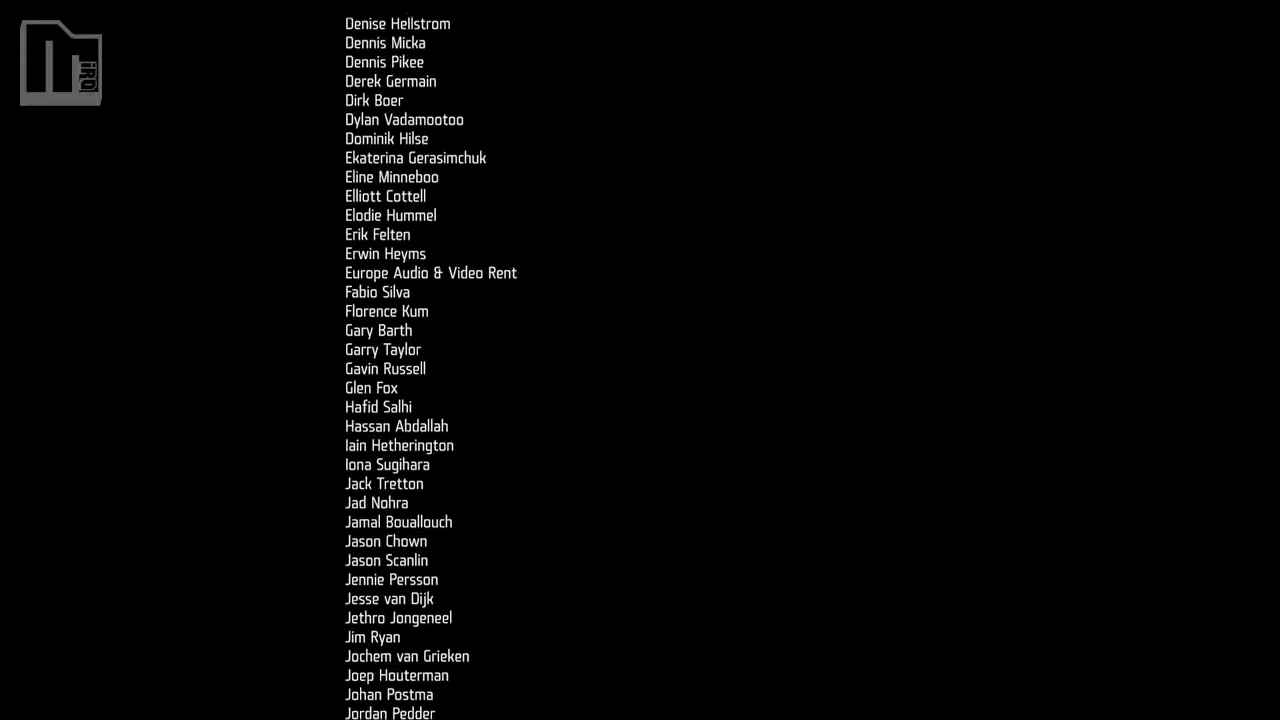 Denise Hellstrom
Dennis Micka
Dennis Pikee
Derek Germain
Dirk Boer
Dylan Vadamootoo
Dominik Hilse
Ekaterina Gerasimchuk
Eline Minneboo
Elliott Cottell
Elodie Hummel
Erik Felten
Erwin Heyms
Europe Audio & Video Rent
Fabio Silva
Florence Kum
Gary Barth
Garry Taylor
Gavin Russell
Glen Fox
Hafid Salhi
Hassan Abdallah
Iain Hetherington
Iona Sugihara
Jack Tretton
Jad Nohra
Jamal Bouallouch
Jason Chown
Jason Scanlin
Jennie Persson
Jesse van Dijk
Jethro Jongeneel
Jim Ryan
Jochem van Grieken
Joep Houterman
Johan Postma
Jordan Pedder